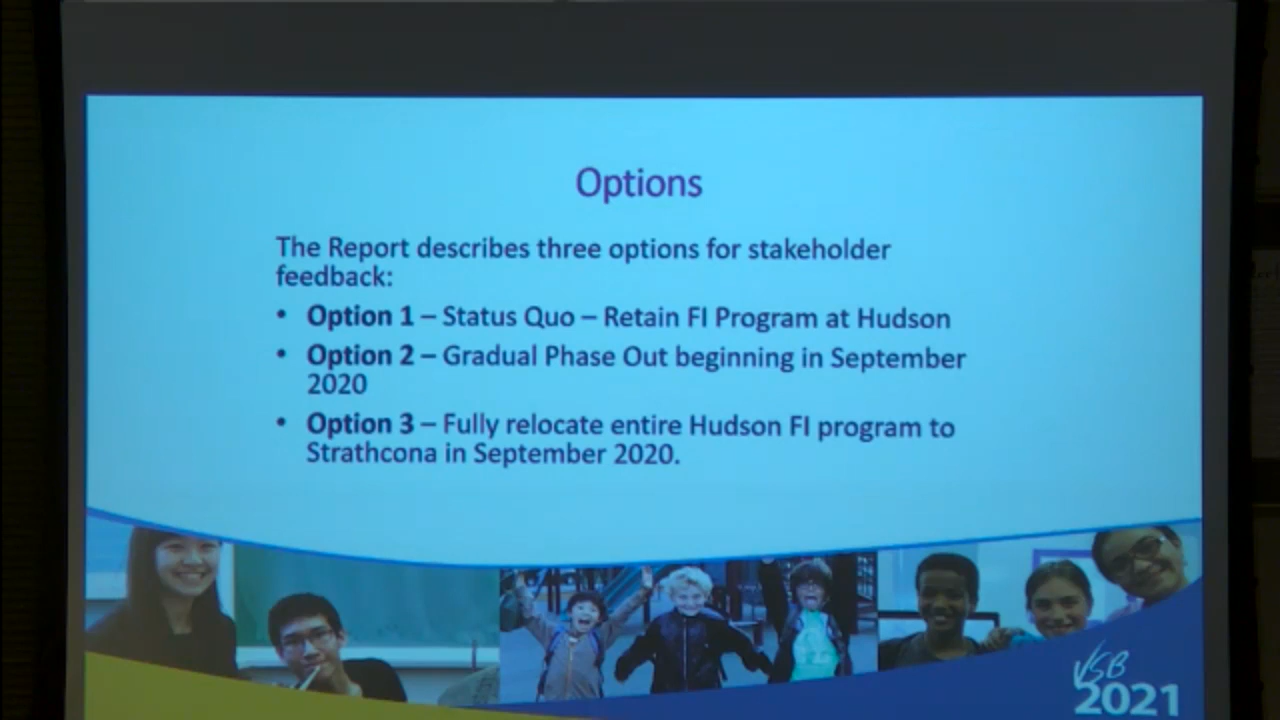 Options
The Report describes three options for stakeholder
feedback:
• Option 1 – Status Quo – Retain FI Program at Hudson
• Option 2 – Gradual Phase Out beginning in September
2020
• Option 3 – Fully relocate entire Hudson FI program to
Strathcona in September 2020.
VSB
2021